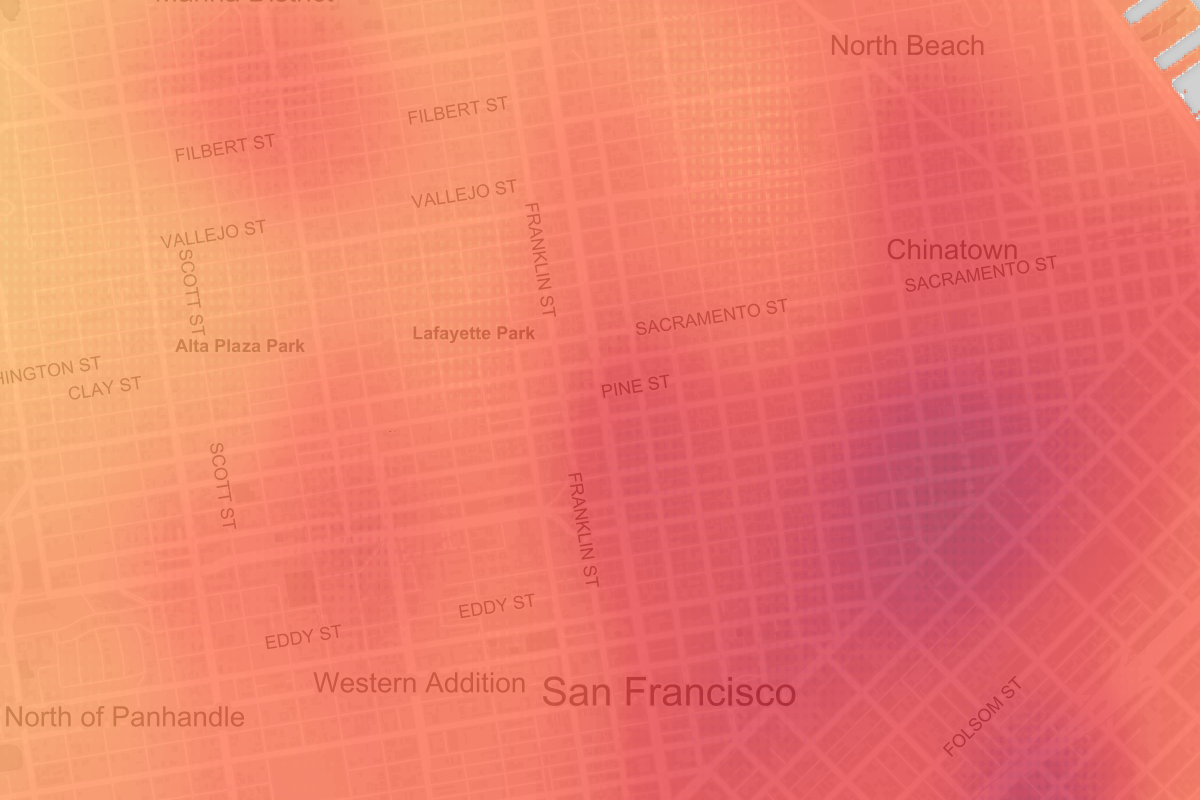 Marina District
North Beach
FILBERT ST
FILBERT ST
VALLEJO ST
VALLEJO ST
FRANKLIN ST
SCOTT ST
Chinatown
SACRAMENTO ST
SACRAMENTO ST
Lafayette Park
Alta Plaza Park
HINGTON ST
CLAY ST
PINE ST
SCOTT ST
FRANKLIN ST
EDDY ST
EDDY ST
Western Addition
San Francisco
FOLSOM ST
North of Panhandle